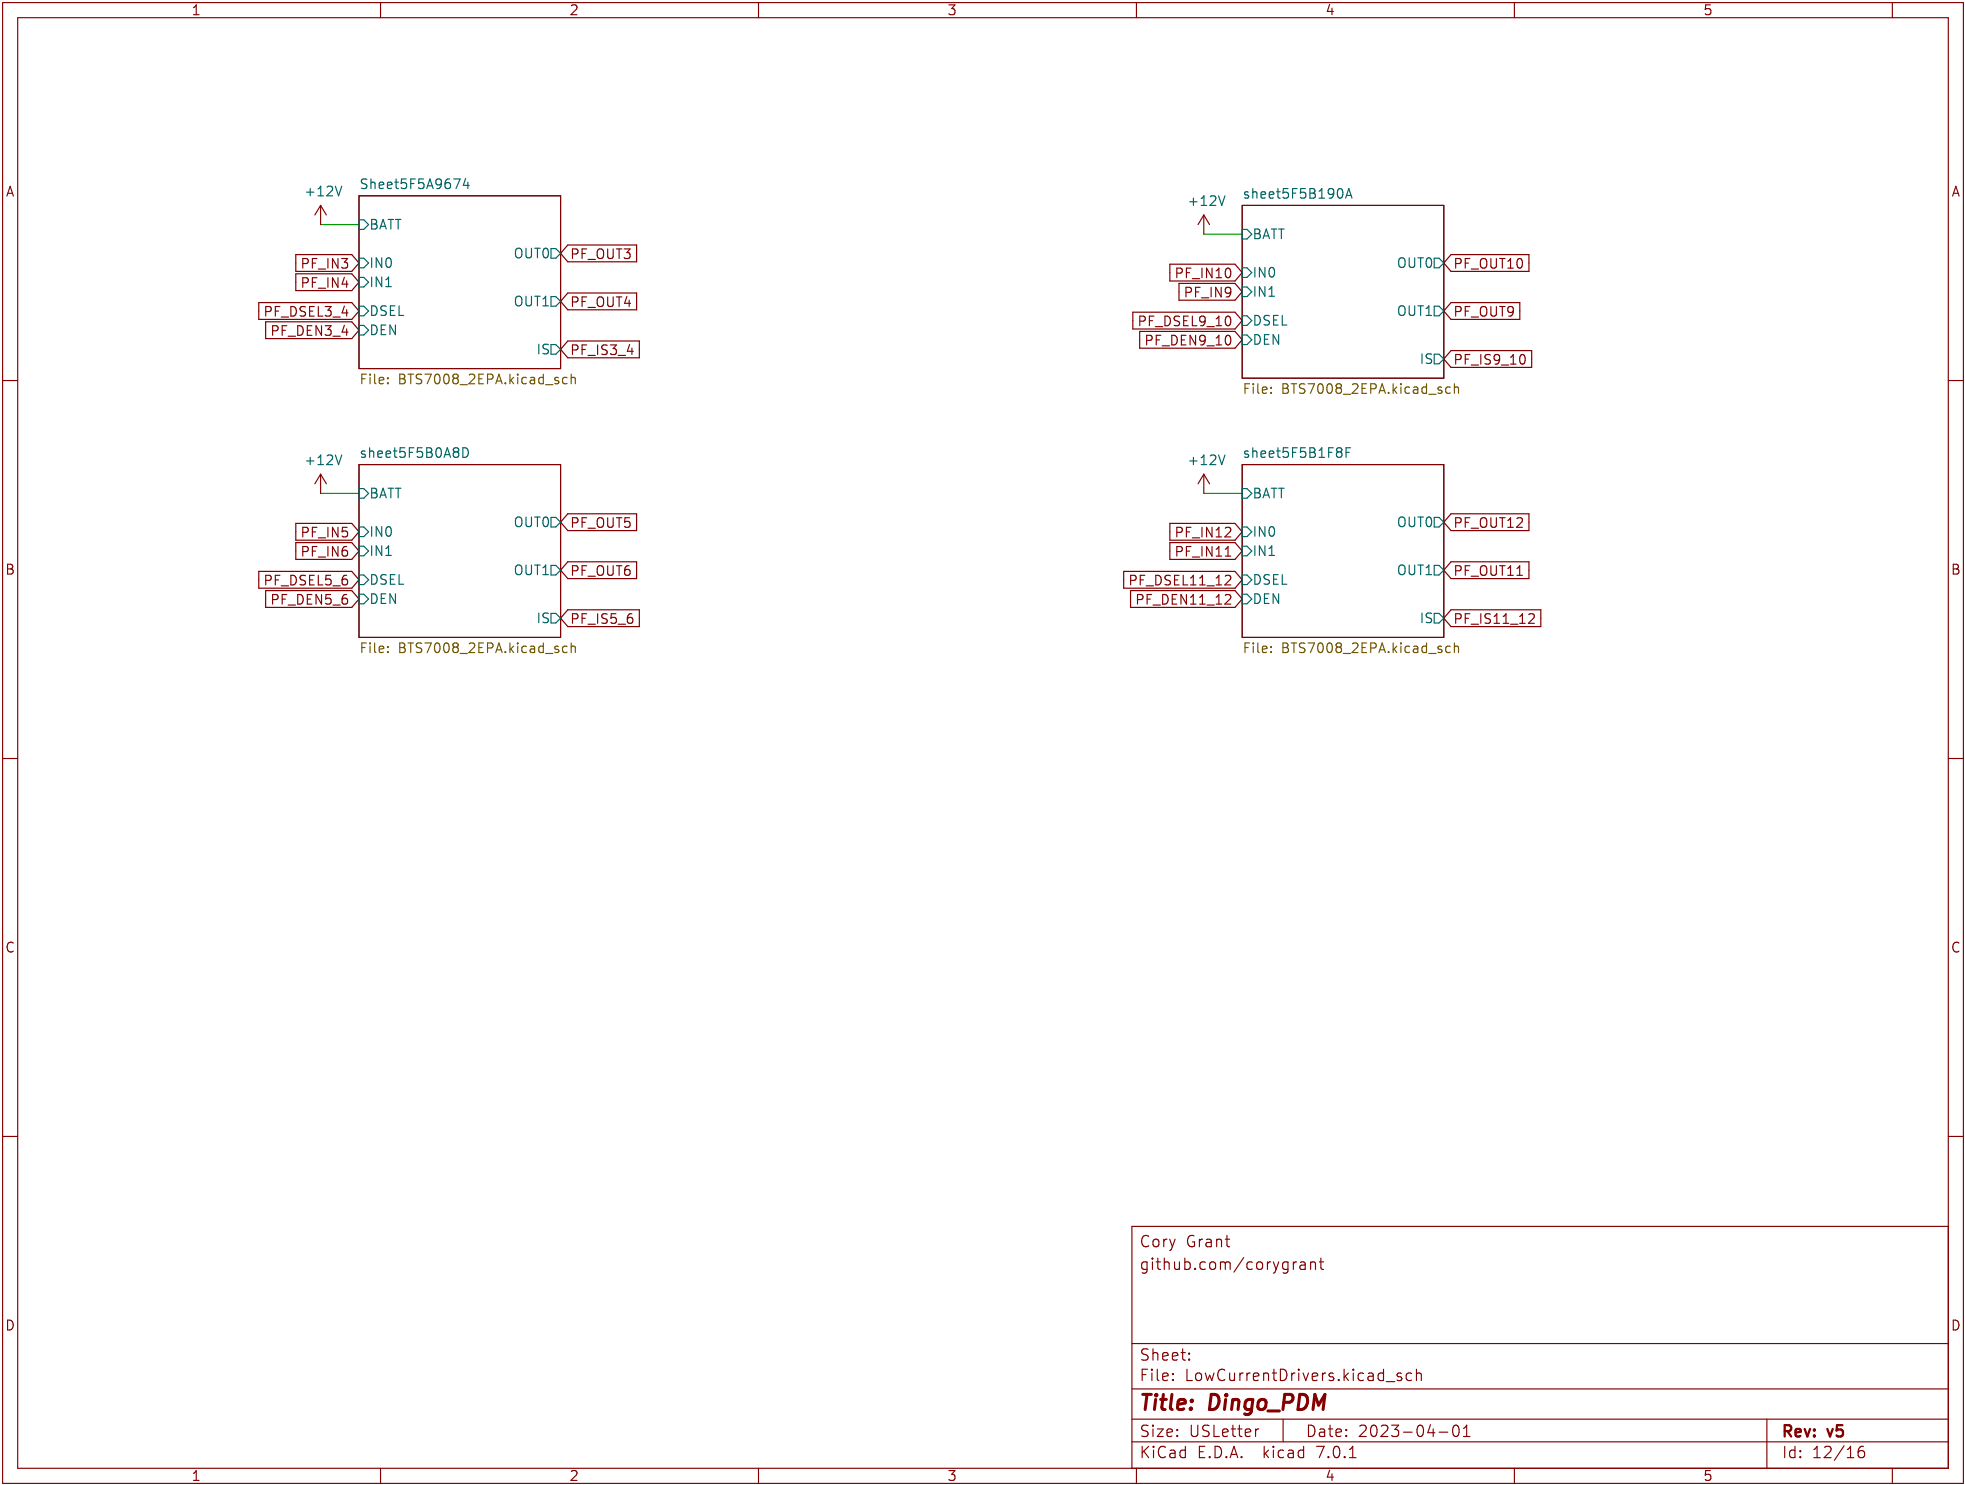 1 2 3 4 5
A A
Sheet5F5A9674
+12V
BATT
PF_IN3 IN0
PF_IN4 IN1
PF_DSEL3_4 DSEL
PF_DEN3_4 DEN
OUT0 PF_OUT3
OUT1 PF_OUT4
IS PF_IS3_4
File: BTS7008_2EPA.kicad_sch
sheet5F5B190A
+12V
BATT
PF_IN10 IN0
PF_IN9 IN1
PF_DSEL9_10 DSEL
PF_DEN9_10 DEN
OUT0 PF_OUT10
OUT1 PF_OUT9
IS PF_IS9_10
File: BTS7008_2EPA.kicad_sch
B B
sheet5F5B0A8D
+12V
BATT
PF_IN5 IN0
PF_IN6 IN1
PF_DSEL5_6 DSEL
PF_DEN5_6 DEN
OUT0 PF_OUT5
OUT1 PF_OUT6
IS PF_IS5_6
File: BTS7008_2EPA.kicad_sch
sheet5F5B1F8F
+12V
BATT
PF_IN12 IN0
PF_IN11 IN1
PF_DSEL11_12 DSEL
PF_DEN11_12 DEN
OUT0 PF_OUT12
OUT1 PF_OUT11
IS PF_IS11_12
File: BTS7008_2EPA.kicad_sch
C C
D D
Cory Grant
github.com/corygrant
Sheet:
File: LowCurrentDrivers.kicad_sch
Title: Dingo_PDM
Size: USLetter Date: 2023-04-01 Rev: v5
KiCad E.D.A. kicad 7.0.1 Id: 12/16
1 2 3 4 5